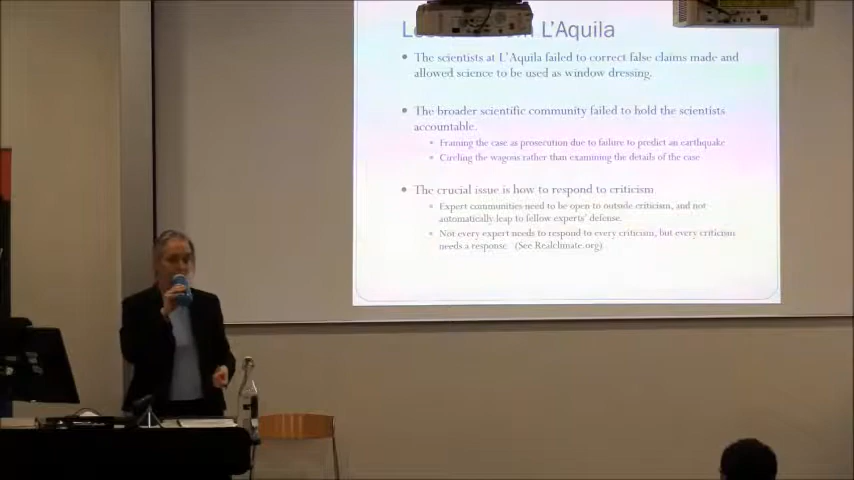 L'Aquila
• The scientists at L'Aquila failed to correct false claims made and
allowed science to be used as window dressing.
• The broader scientific community failed to hold the scientists
accountable.
Framing the case as prosecution due to failure to predict an earthquake
Circling the wagons rather than examining the details of the case
• The crucial issue is how to respond to criticism
Expert communities need to be open to outside criticism, and not
automatically leap to fellow experts' defense.
Not every expert needs to respond to every criticism, but every criticism
needs a response (See Realclimate.org)